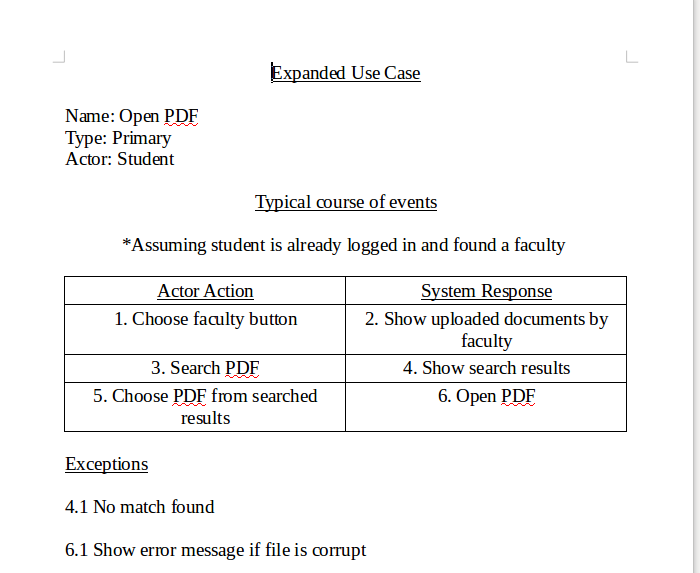 Expanded Use Case
Name: Open PDF
Type: Primary
Actor: Student
Typical course of events
*Assuming student is already logged in and found a faculty
Actor Action
System Response
1. Choose faculty button
2. Show uploaded documents by
faculty
3. Search PDF
4. Show search results
5. Choose PDF from searched
results
6. Open PDF
Exceptions
4.1 No match found
6.1 Show error message if file is corrupt